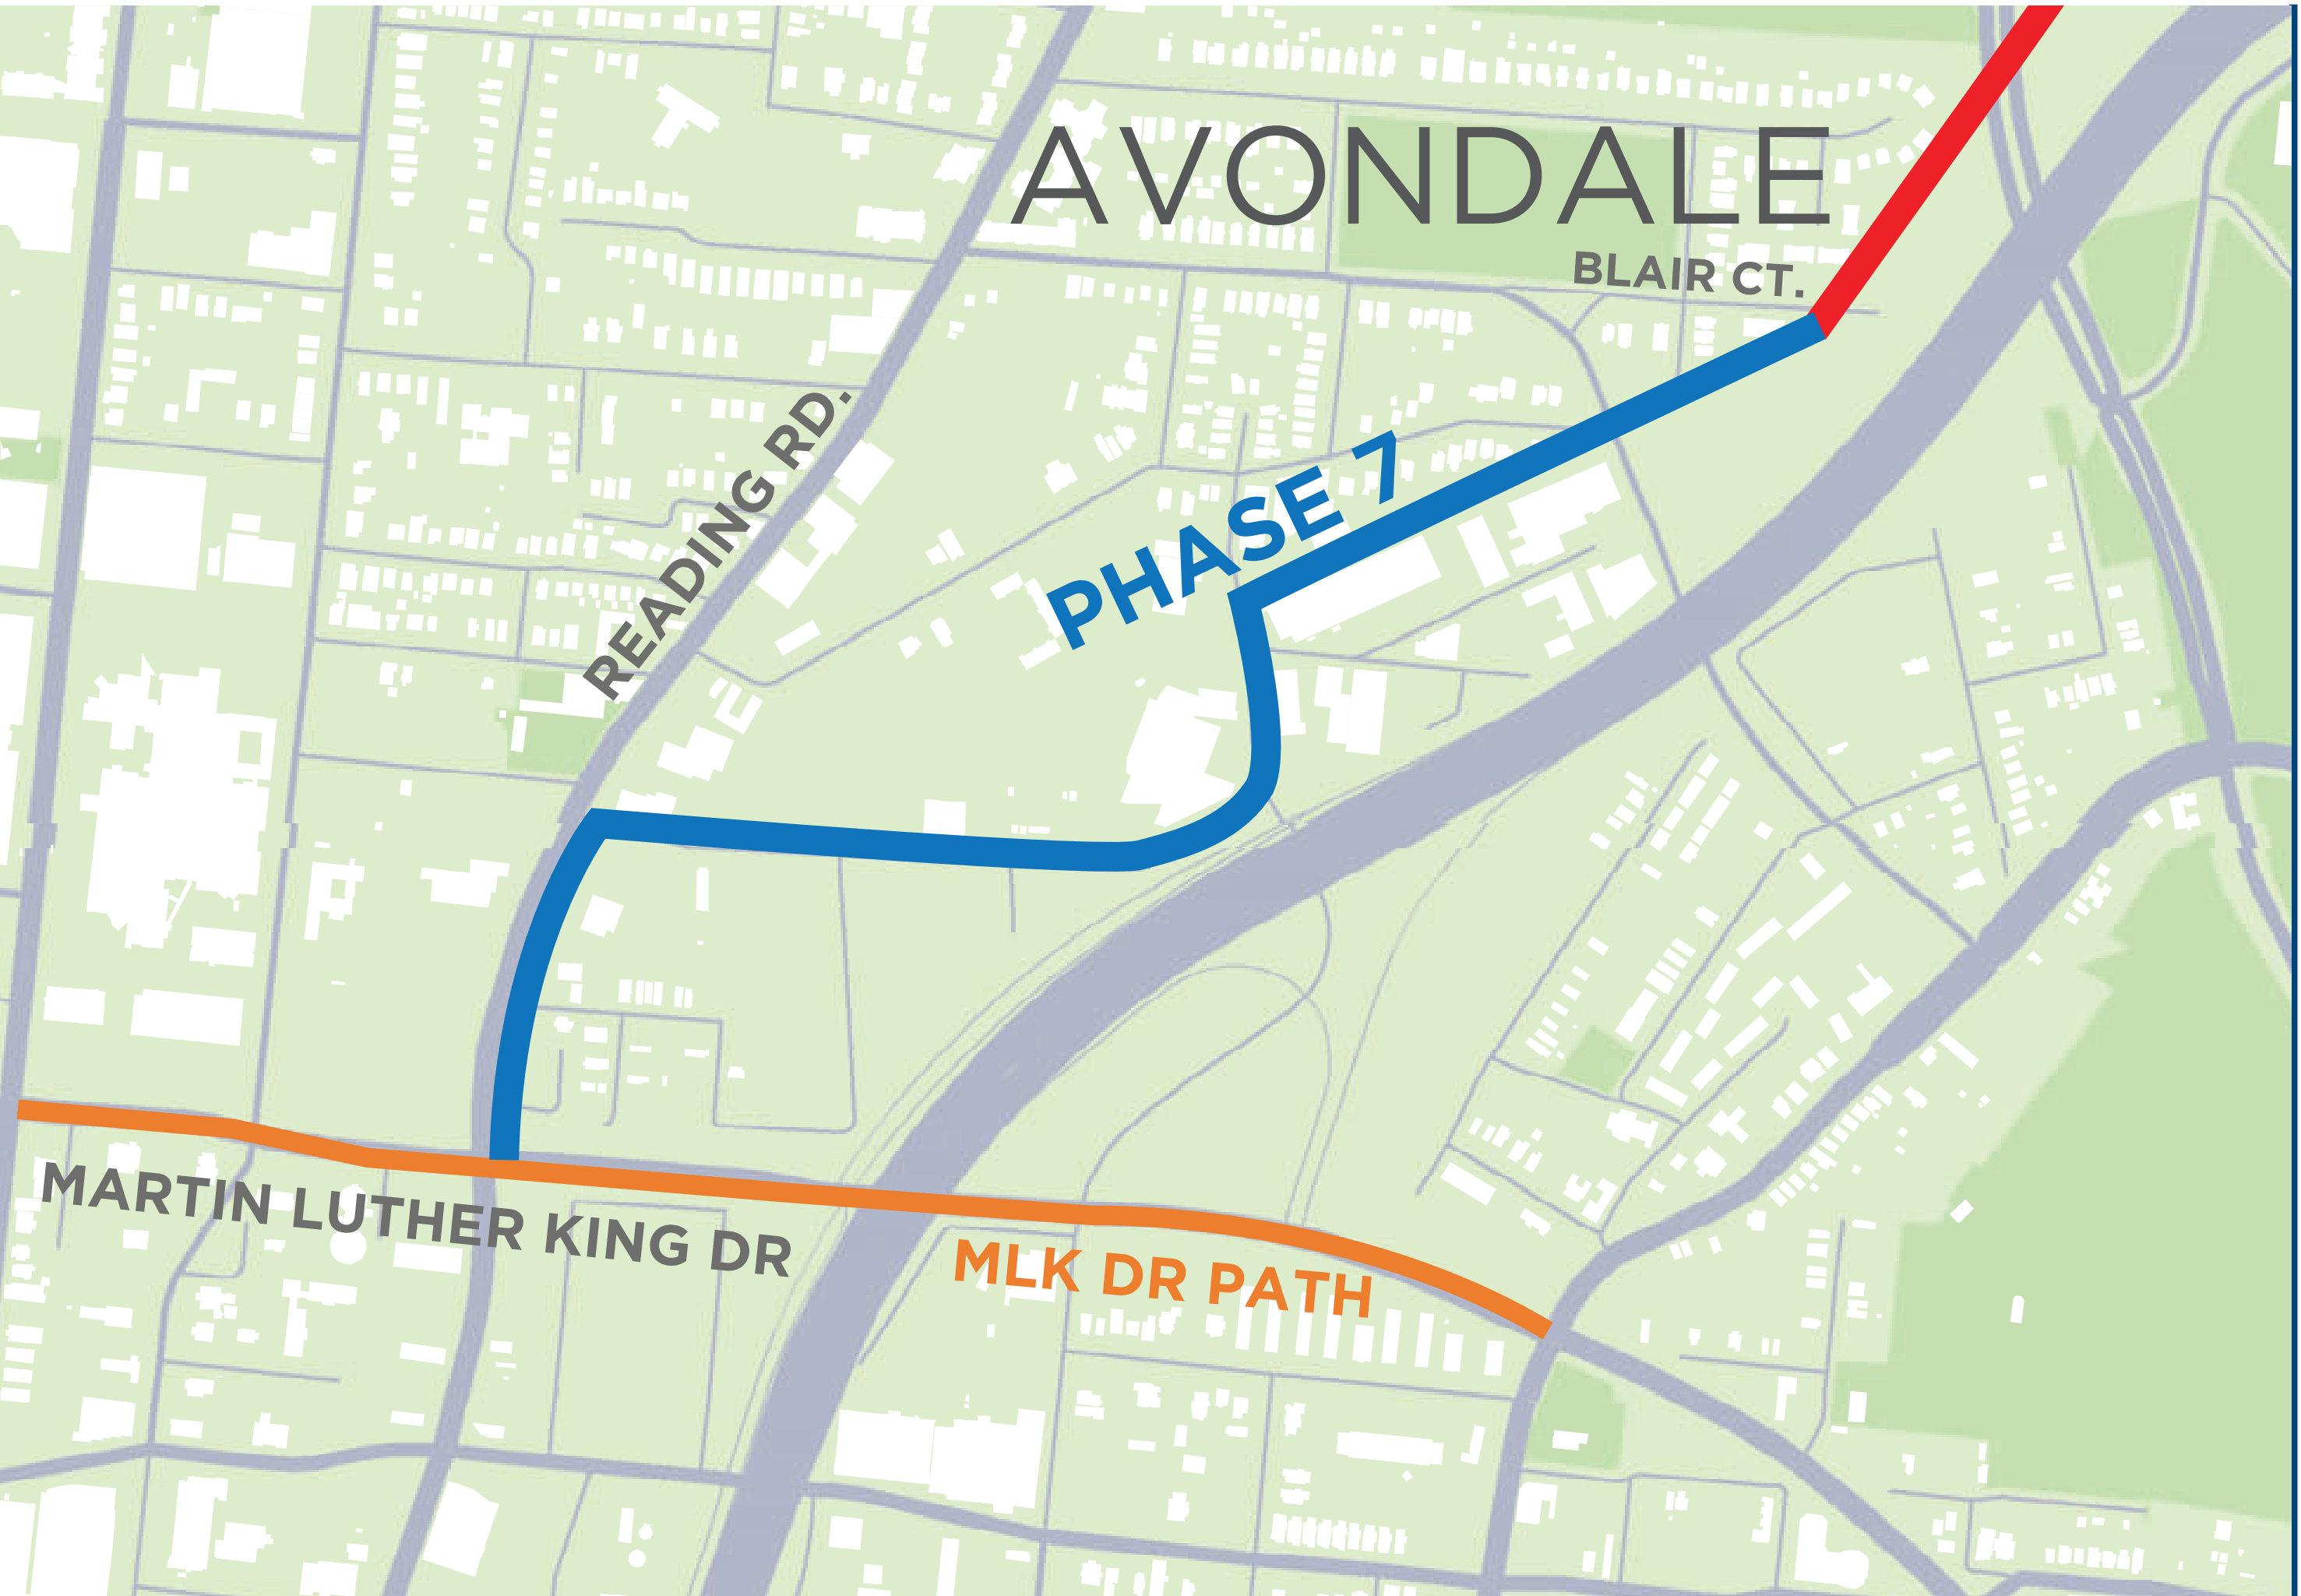 AVONDALE
BLAIR CT.
READING RD.
PHASE 7
MARTIN LUTHER KING DR
MLK DR PATH